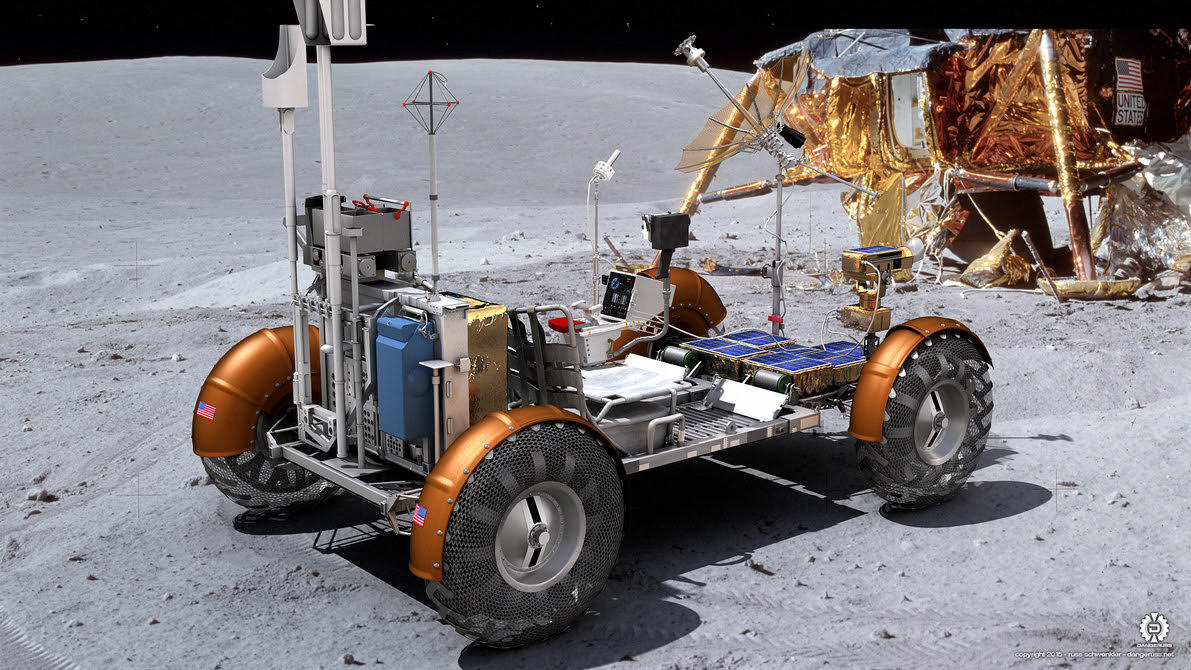 UNITED
STATES
DANGERUSS
copyright 2015 - russ schwenkler - dangeruss.net